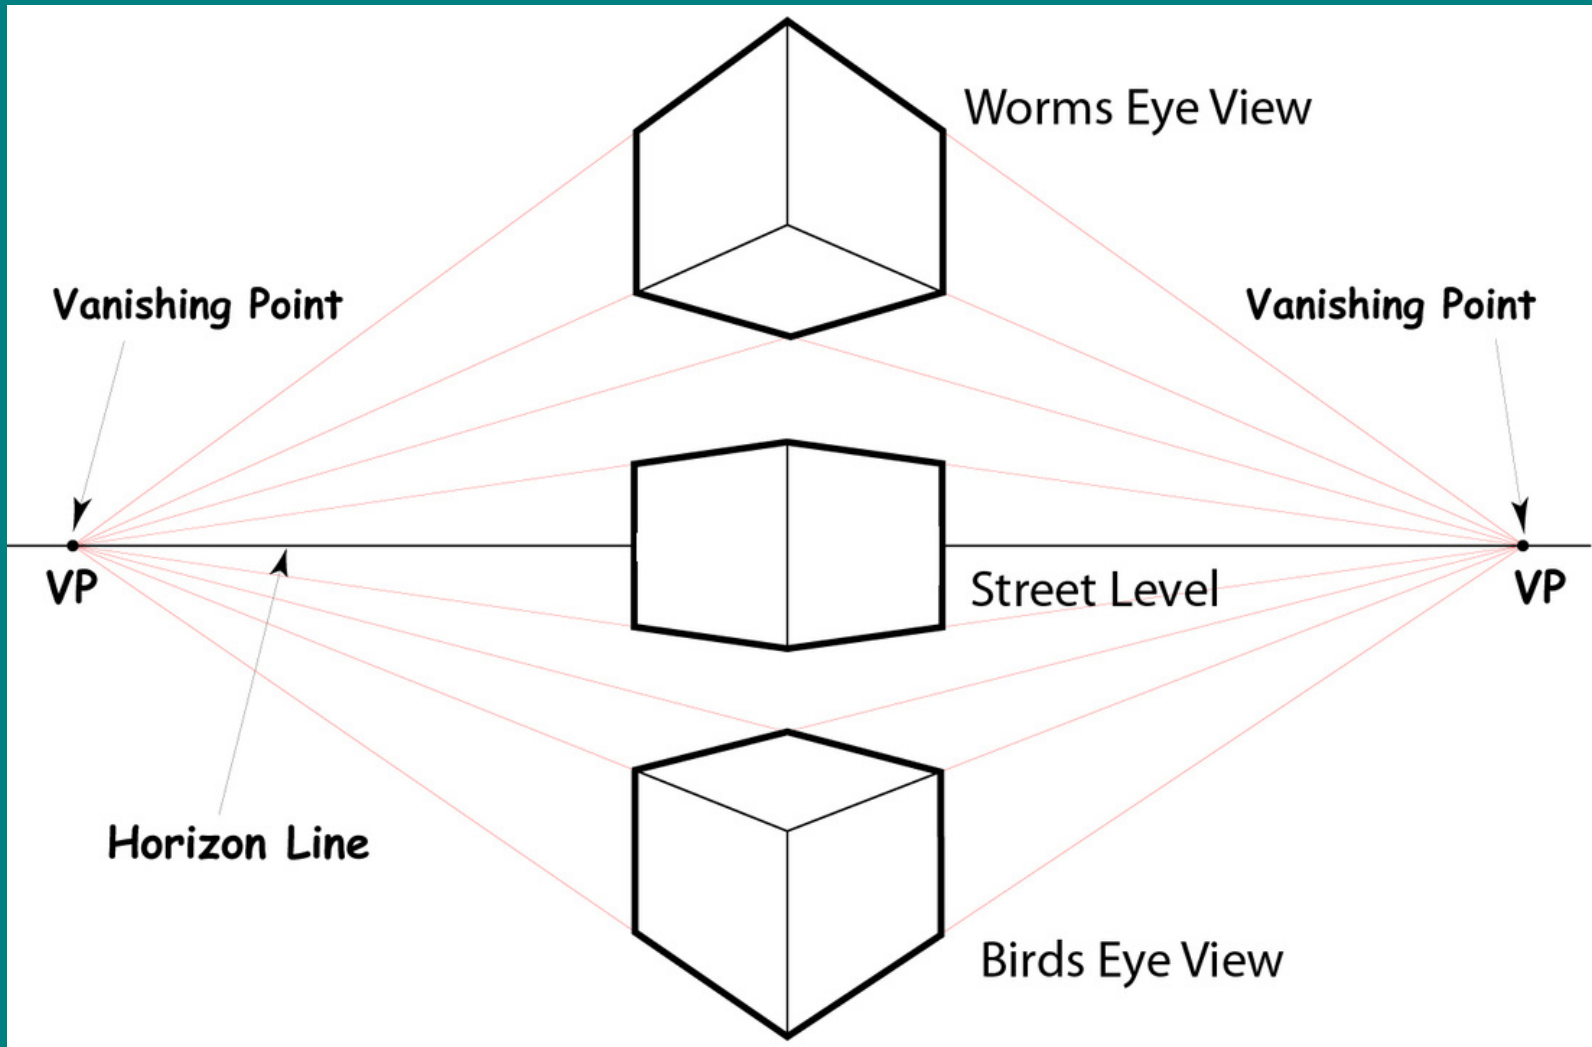 Worms Eye View
Vanishing Point
Vanishing Point
VP
Street Level
VP
Horizon Line
Birds Eye View